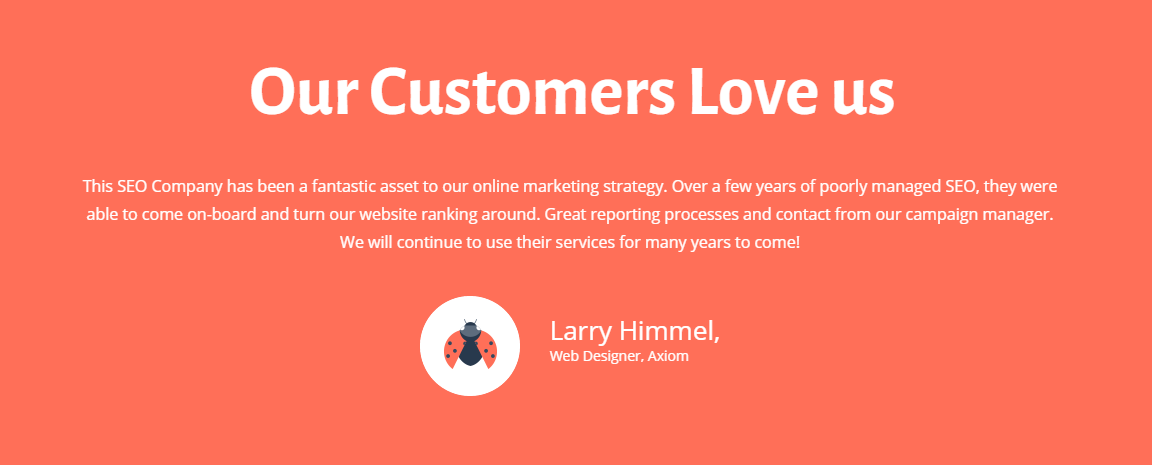 Our Customers Love us
This SEO Company has been a fantastic asset to our online marketing strategy. Over a few years of poorly managed SEO, they were
able to come on-board and turn our website ranking around. Great reporting processes and contact from our campaign manager.
We will continue to use their services for many years to come!
Larry Himmel,
Web Designer, Axiom